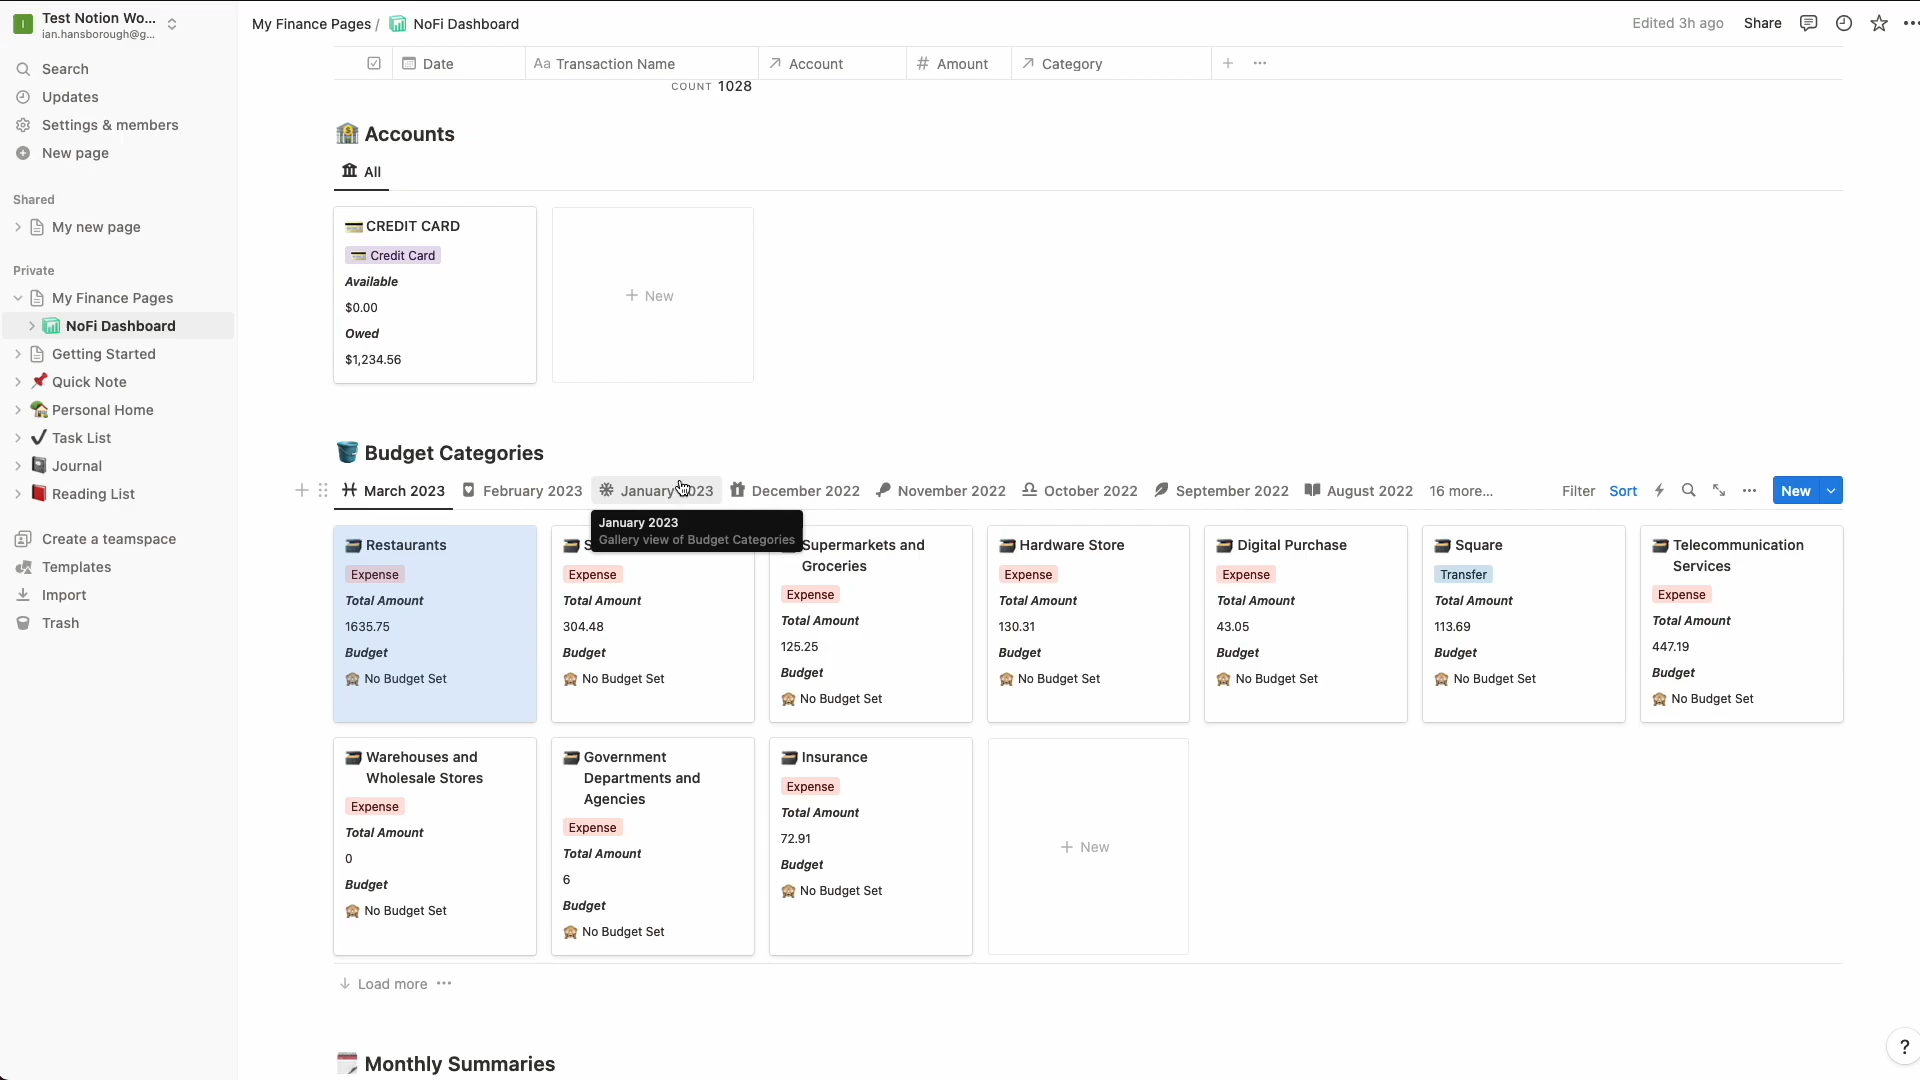 Test Notion Wo...
ian.hansborough@g...
Search
Updates
Settings & members
New page
Shared
My new page
Private
My Finance Pages
NoFi Dashboard
Getting Started
Quick Note
Personal Home
Task List
Journal
Reading List
Create a teamspace
Templates
Import
Trash
My Finance Pages / NoFi Dashboard
Edited 3h ago Share
Date Aa Transaction Name Account # Amount Category
COUNT 1028
Accounts
All
CREDIT CARD
Credit Card
Available
$0.00
Owed
$1,234.56
+ New
Budget Categories
March 2023 February 2023 January 2023 December 2022 November 2022 October 2022 September 2022 August 2022 16 more...
Filter Sort New
January 2023
Gallery view of Budget Categories
Restaurants
Expense
Total Amount
1635.75
Budget
No Budget Set
Expense
Total Amount
304.48
Budget
No Budget Set
Supermarkets and
Groceries
Expense
Total Amount
125.25
Budget
No Budget Set
Hardware Store
Expense
Total Amount
130.31
Budget
No Budget Set
Digital Purchase
Expense
Total Amount
43.05
Budget
No Budget Set
Square
Transfer
Total Amount
113.69
Budget
No Budget Set
Telecommunication
Services
Expense
Total Amount
447.19
Budget
No Budget Set
Warehouses and
Wholesale Stores
Expense
Total Amount
0
Budget
No Budget Set
Government
Departments and
Agencies
Expense
Total Amount
6
Budget
No Budget Set
Insurance
Expense
Total Amount
72.91
Budget
No Budget Set
+ New
Load more
Monthly Summaries
?